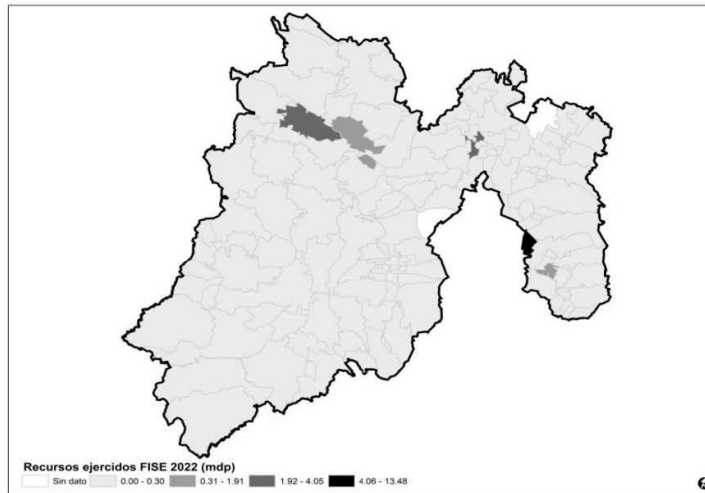 Recursos ejercidos FISE 2022 (mdp)
Sin dato 0.00 - 0.30 0.31 - 1.91 1.92 - 4.05 4.06 - 13.48